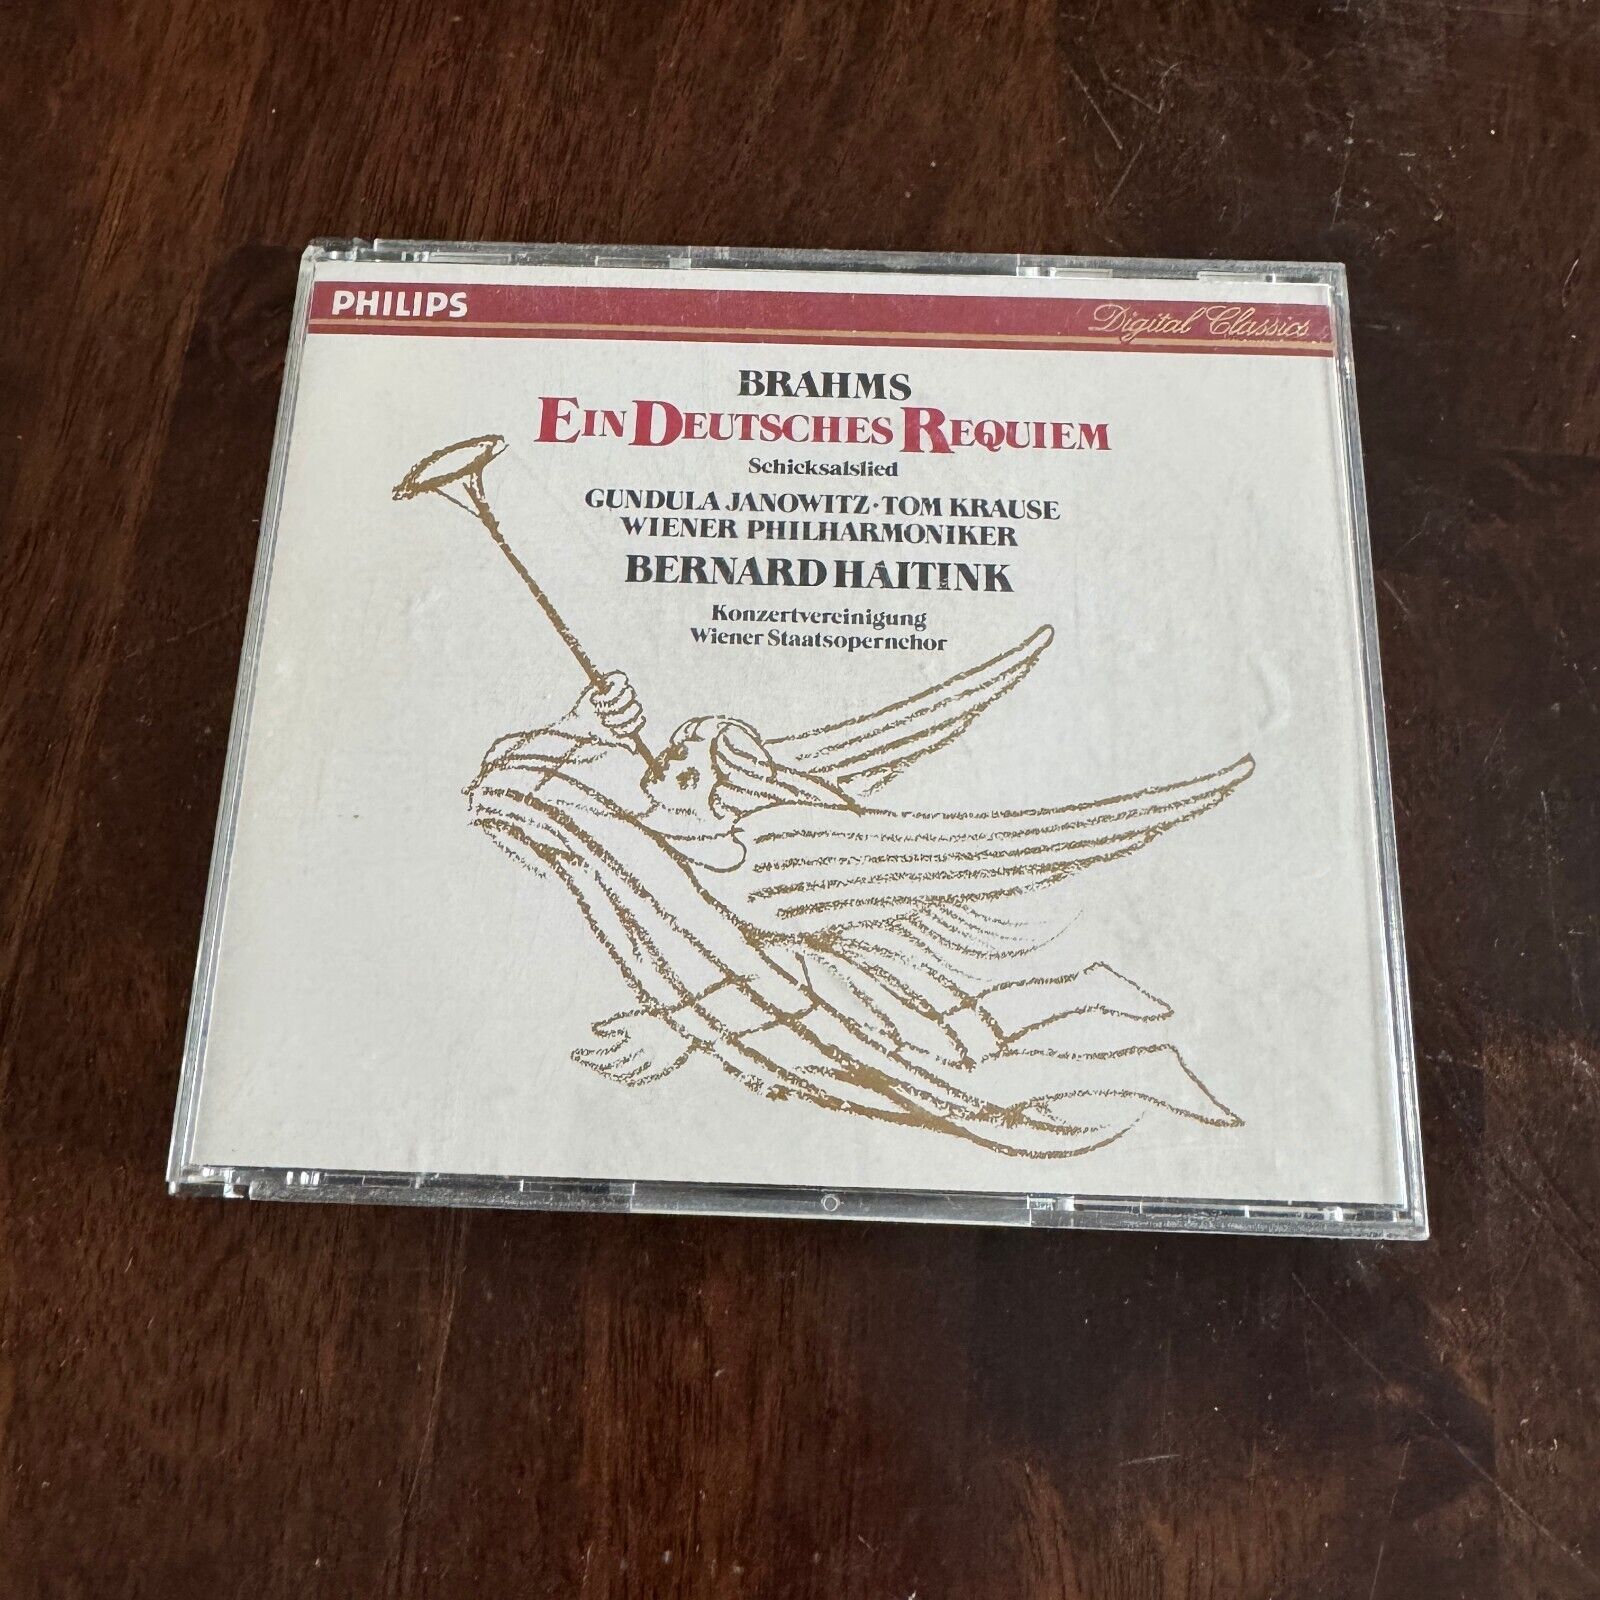 PHILIPS
Digital Classics
BRAHMS
EIN DEUTSCHES REQUIEM
Schicksalslied
GUNDULA JANOWITZ · TOM KRAUSE
WIENER PHILHARMONIKER
BERNARD HAITINK
Konzertvereinigung
Wiener Staatsopernchor